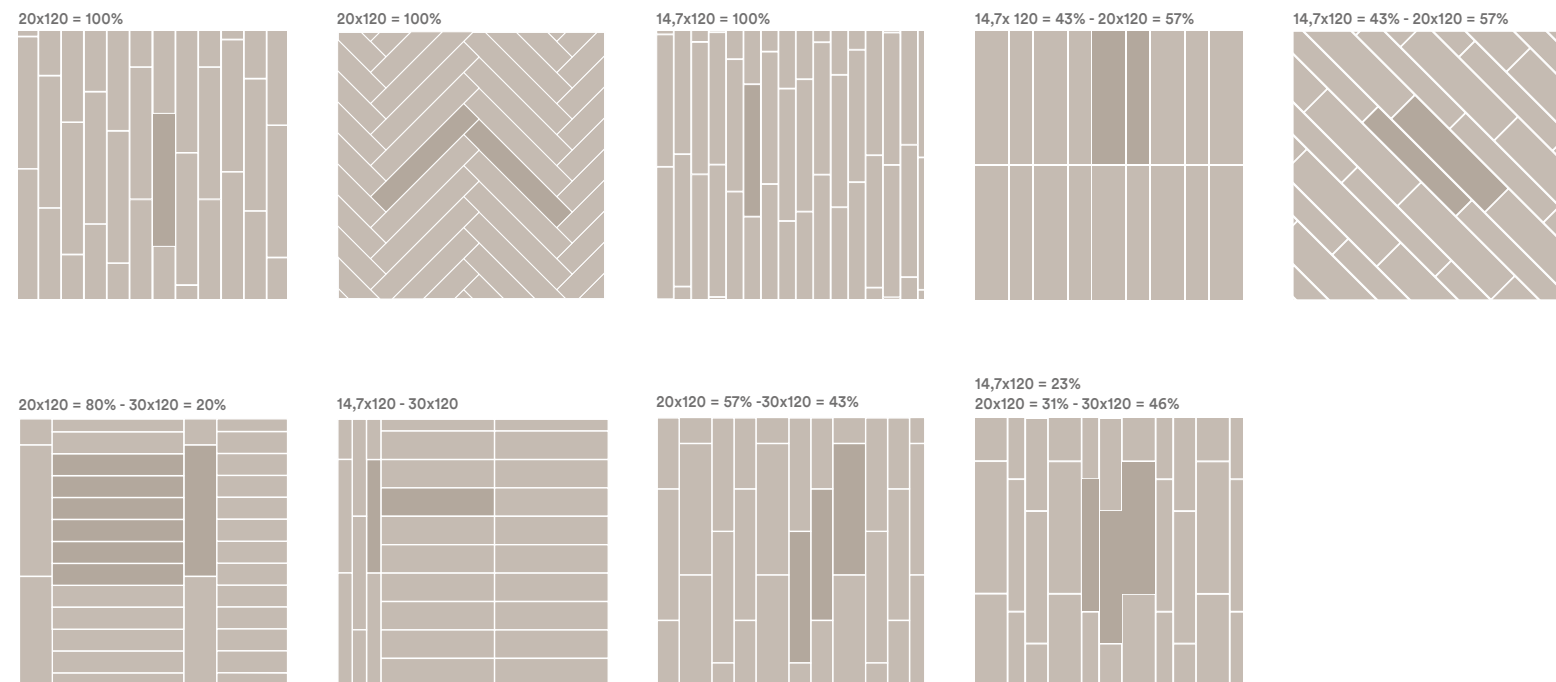 20x120 = 100%
20x120 = 100%
14,7x120 = 100%
14,7x 120 = 43% - 20x120 = 57%
14,7x120 = 43% - 20x120 = 57%
20x120 = 80% - 30x120 = 20%
14,7x120 - 30x120
20x120 = 57% -30x120 = 43%
14,7x120 = 23%
20x120 = 31% - 30x120 = 46%